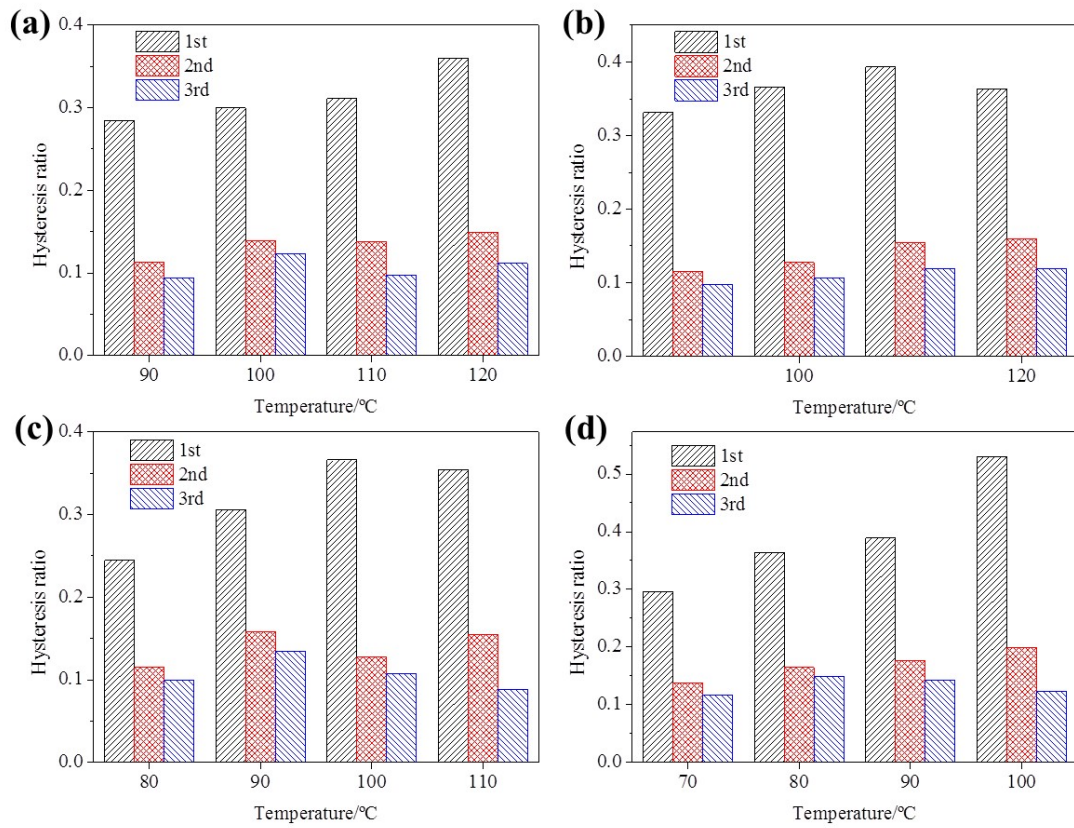 (a)
0.4
0.3
0.2
0.1
0.0
Hysteresis ratio
1st
2nd
3rd
90 100 110 120
Temperature/ºC
(b)
0.4
0.3
0.2
0.1
0.0
Hysteresis ratio
1st
2nd
3rd
100 120
Temperature/ºC
(c)
0.4
0.3
0.2
0.1
0.0
Hysteresis ratio
1st
2nd
3rd
80 90 100 110
Temperature/ºC
(d)
0.5
0.4
0.3
0.2
0.1
0.0
Hysteresis ratio
1st
2nd
3rd
70 80 90 100
Temperature/ºC